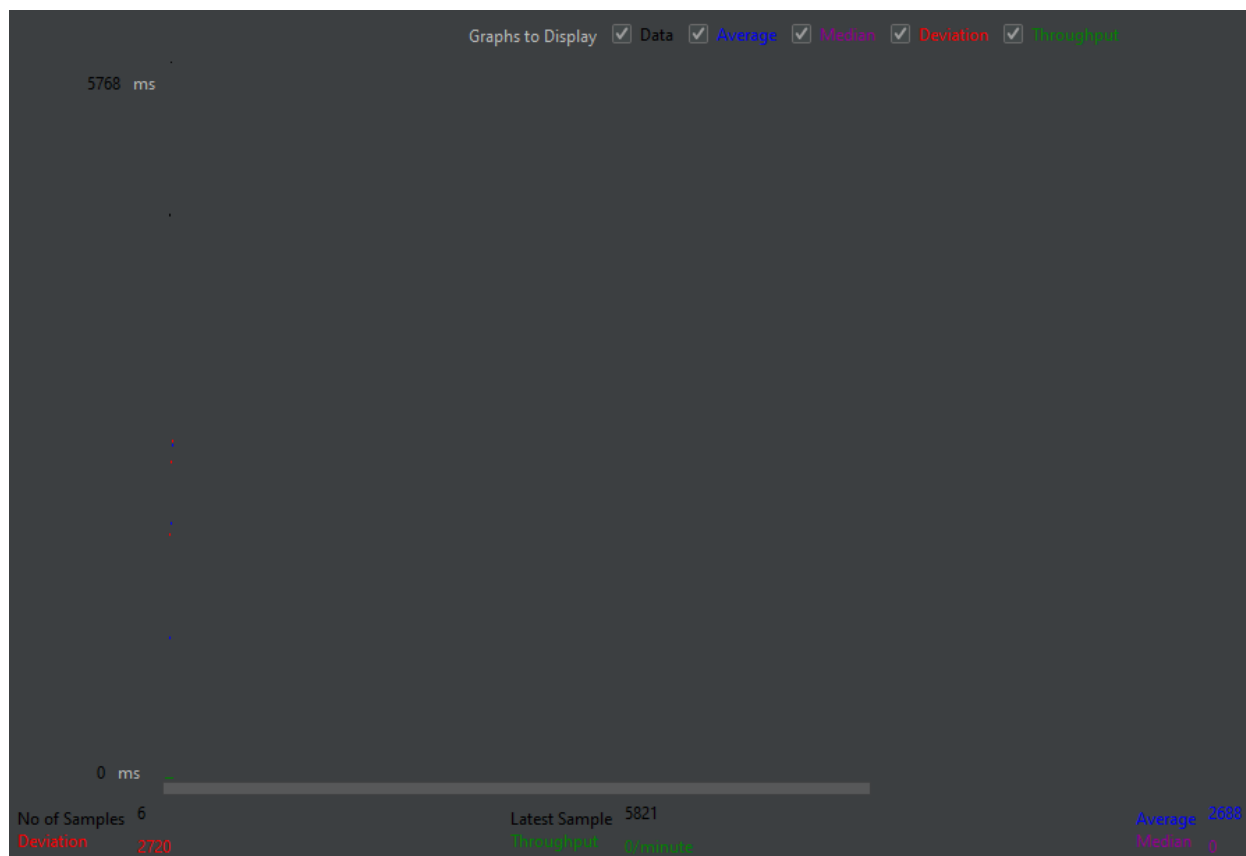 Graphs to Display Data Average Median Deviation Throughput
5768 ms
0 ms
No of Samples 6 Latest Sample 5821 Average 2688
Deviation 2720 Throughput 0/minute Median 0